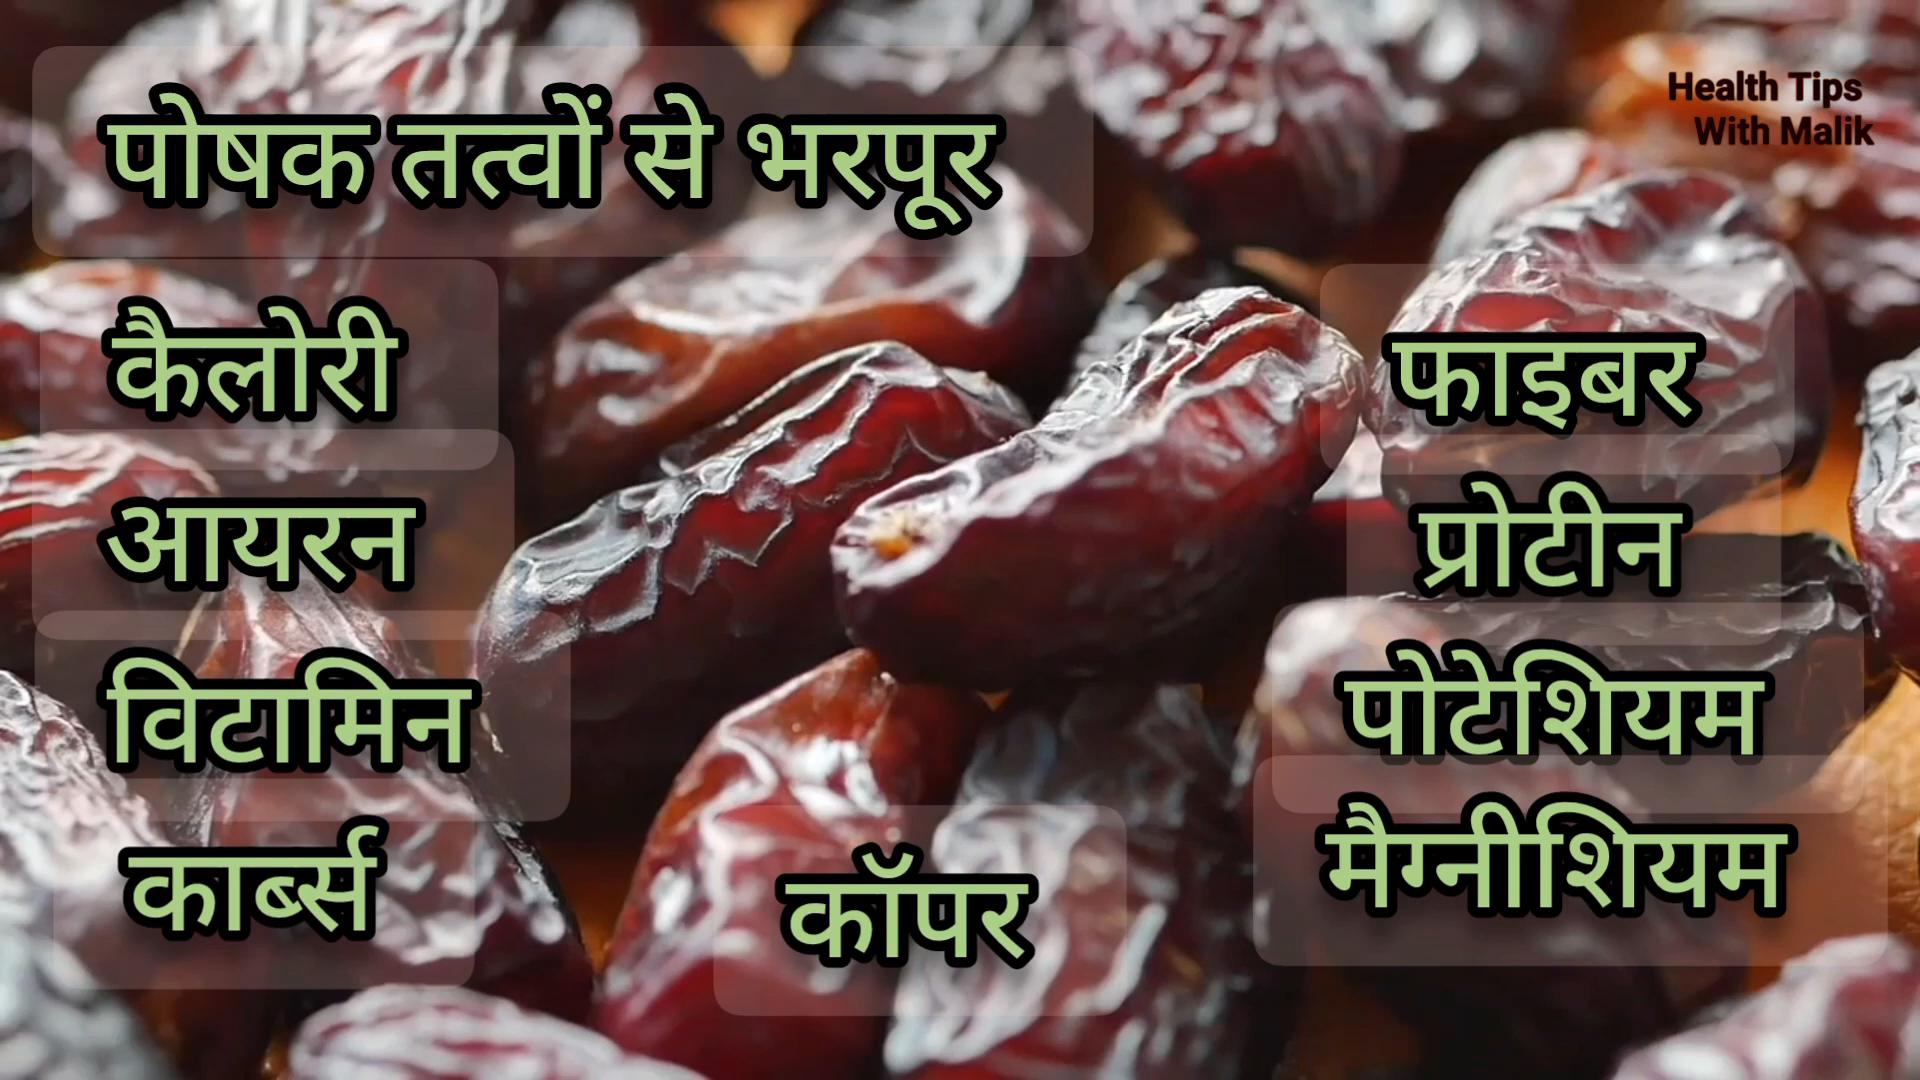 पोषक तत्वों से भरपूर
Health Tips
With Malik
कैलोरी
आयरन
विटामिन
कार्ब्स
कॉपर
फाइबर
प्रोटीन
पोटेशियम
मैग्नीशियम